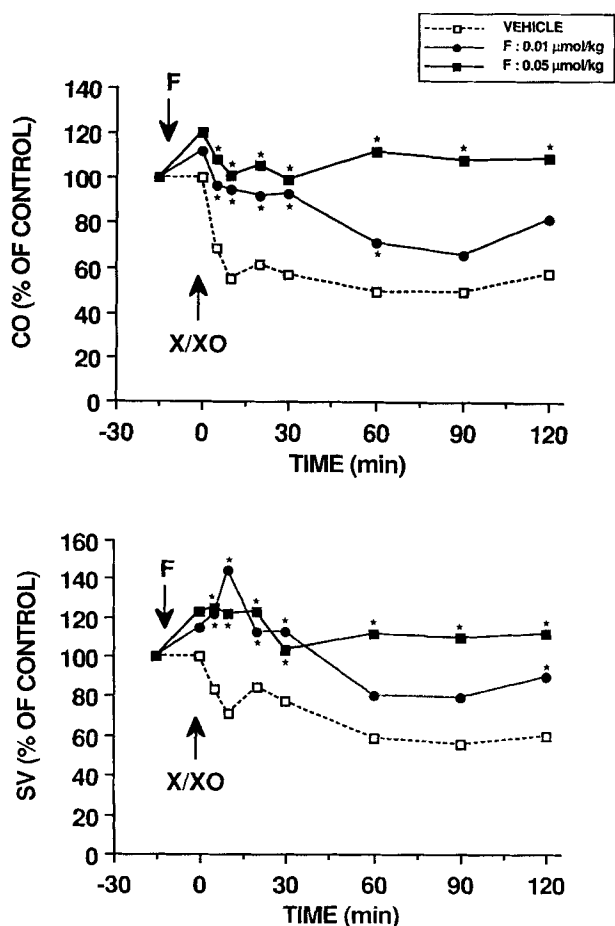 VEHICLE
F : 0.01 µmol/kg
F : 0.05 µmol/kg
CO (% OF CONTROL)
140
120
100
80
60
40
20
0
F
X/XO
* * * * * * *
* * * * *
-30 0 30 60 90 120
TIME (min)
SV (% OF CONTROL)
160
140
120
100
80
60
40
20
0
F
X/XO
* * * * * * * *
* * * *
-30 0 30 60 90 120
TIME (min)